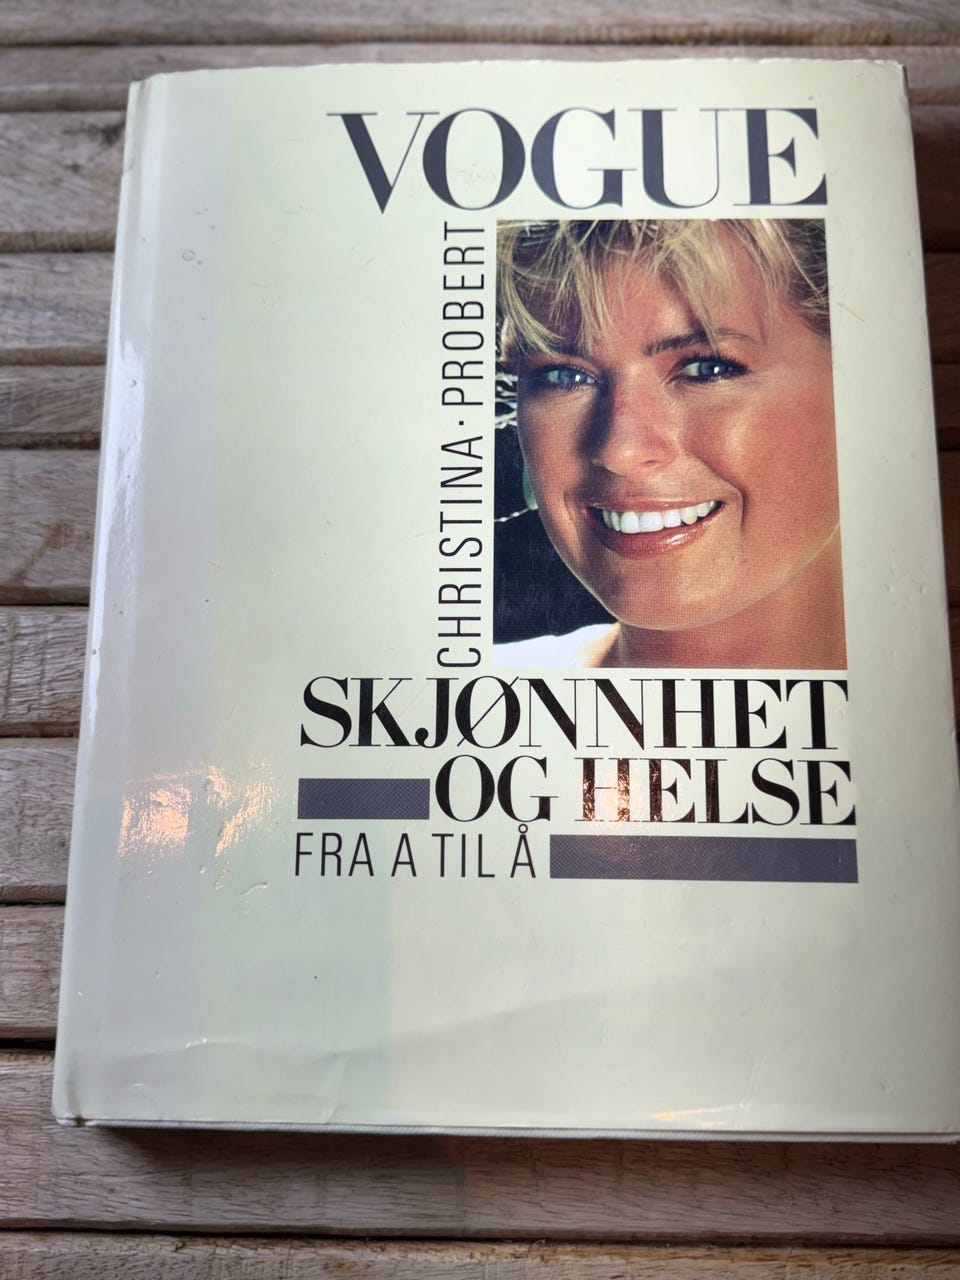 VOGUE
CHRISTINA · PROBERT
SKJØNNHET
OG HELSE
FRA A TIL Å